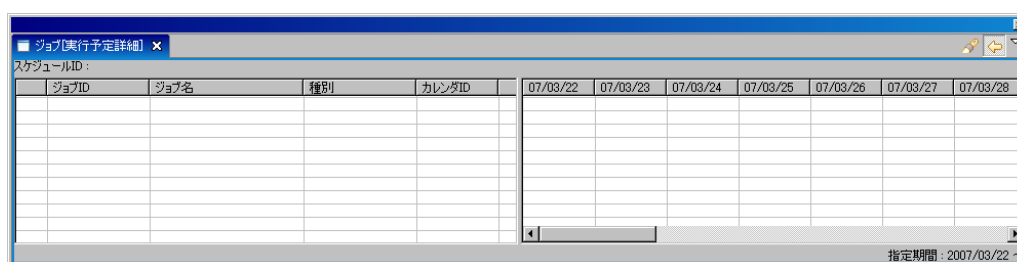 ジョブ[実行予定詳細]
スケジュールID :
ジョブID ジョブ名 種別 カレンダID 07/03/22 07/03/23 07/03/24 07/03/25 07/03/26 07/03/27 07/03/28
指定期間 : 2007/03/22 ~